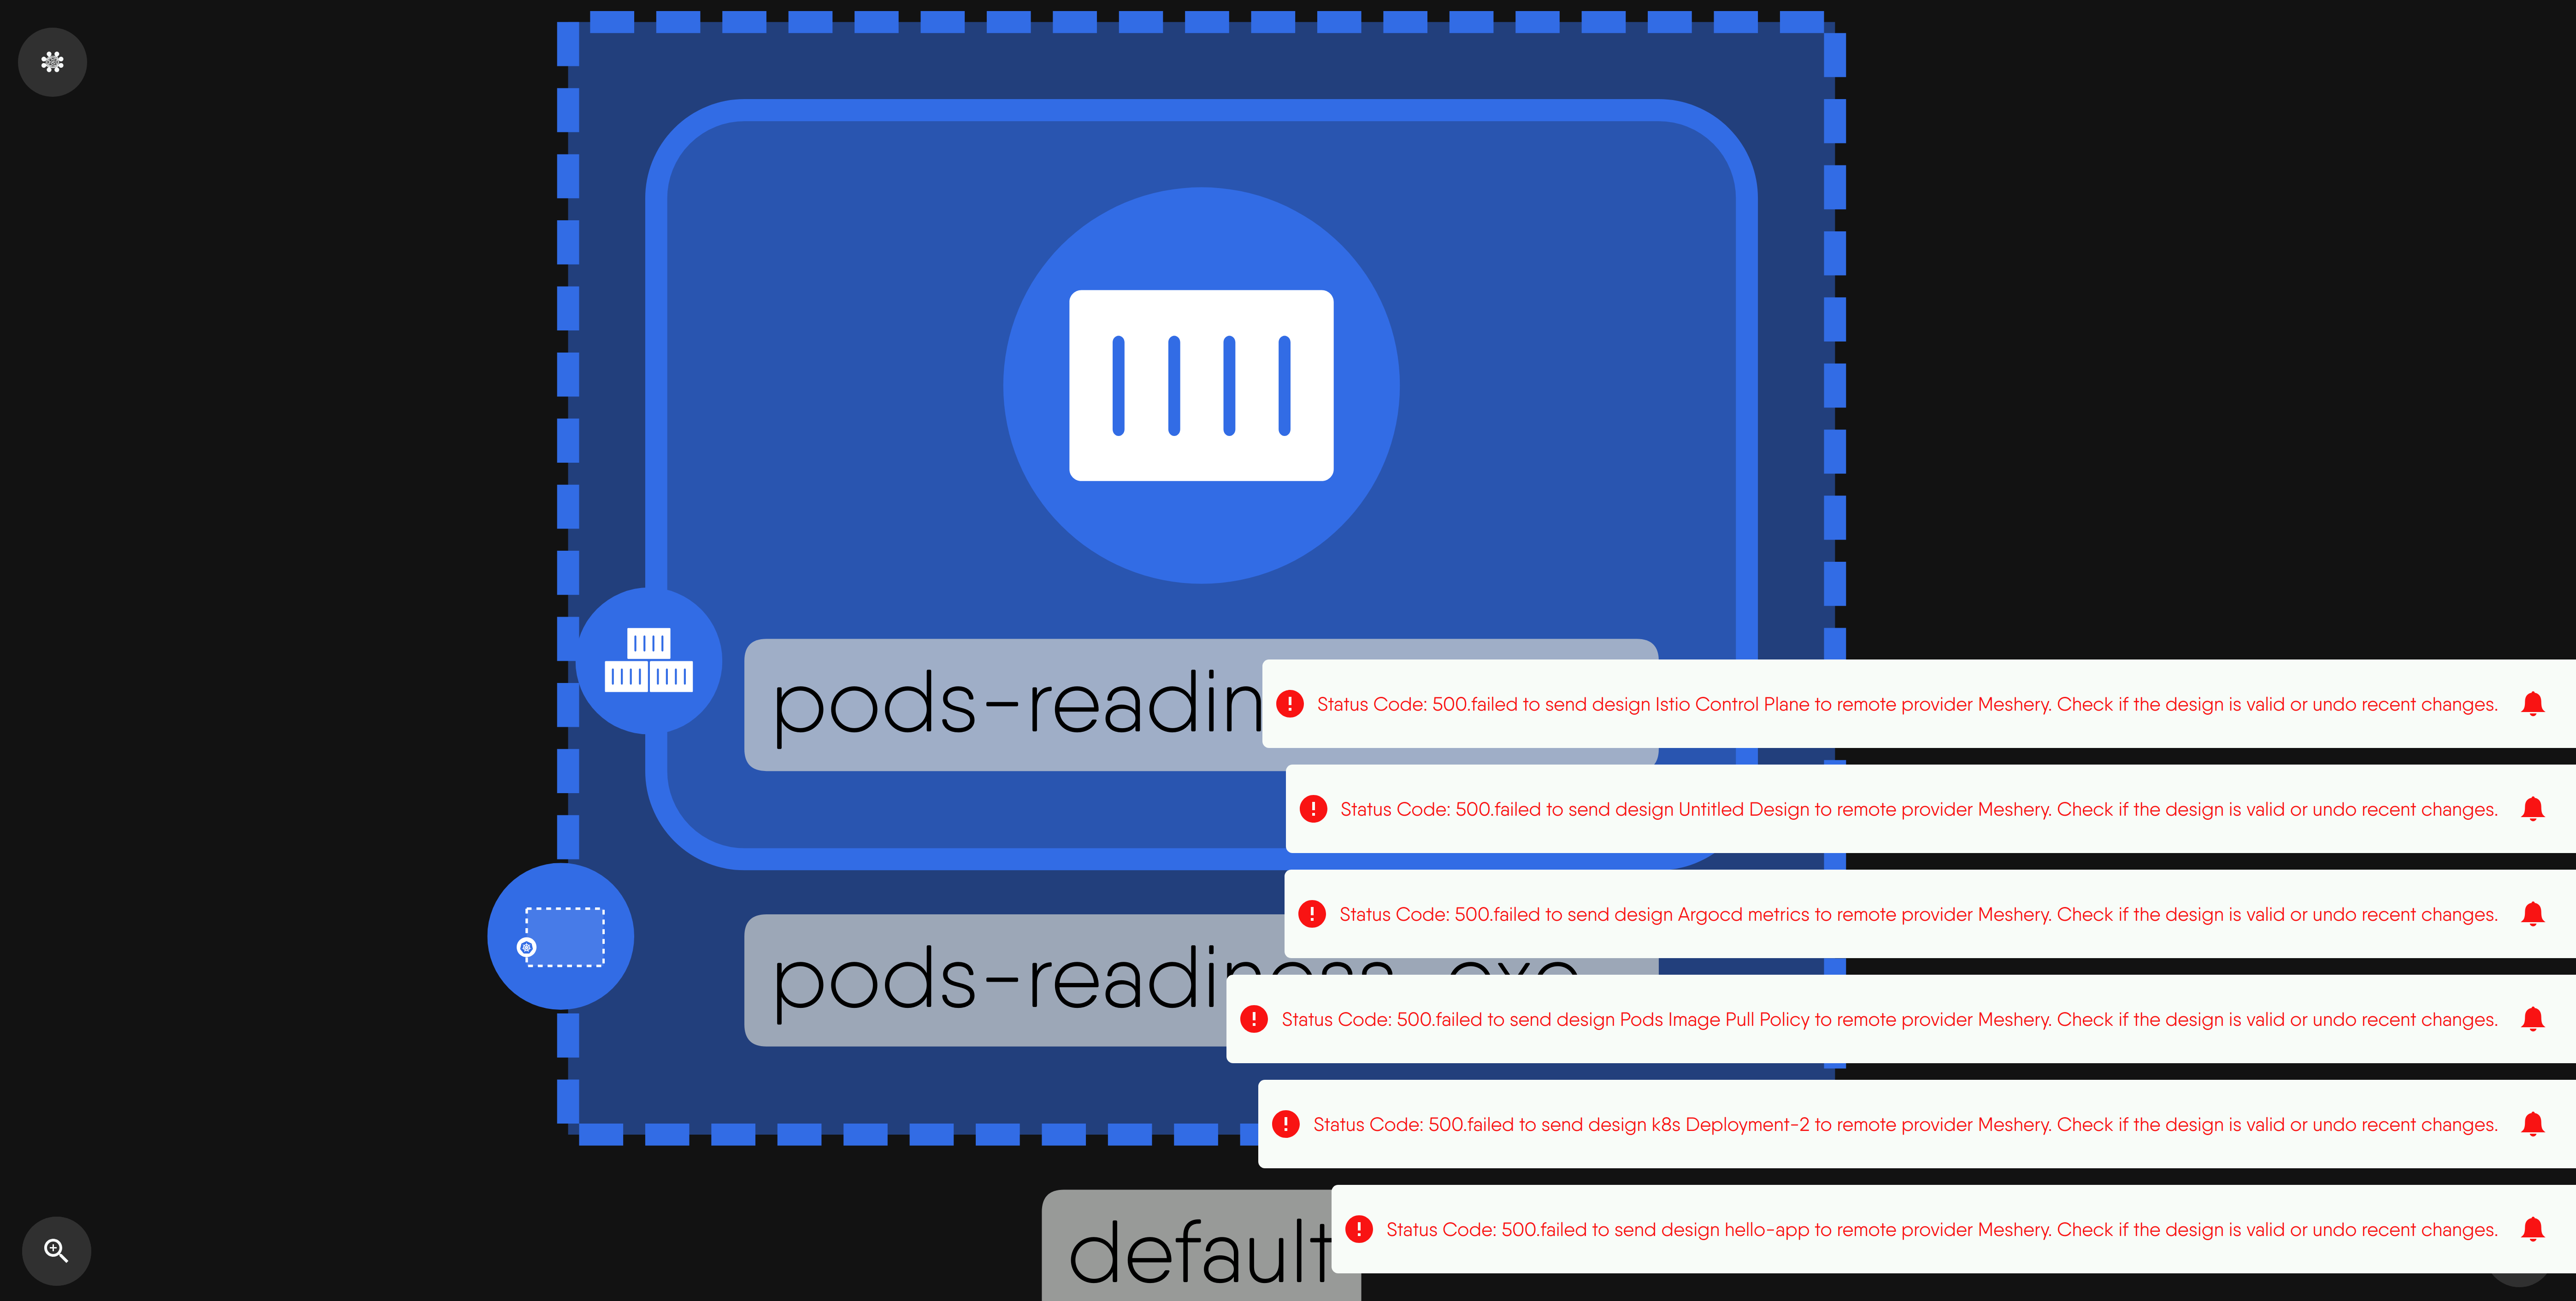 pods-readin
Status Code: 500.failed to send design Istio Control Plane to remote provider Meshery. Check if the design is valid or undo recent changes.
Status Code: 500.failed to send design Untitled Design to remote provider Meshery. Check if the design is valid or undo recent changes.
Status Code: 500.failed to send design Argocd metrics to remote provider Meshery. Check if the design is valid or undo recent changes.
pods-readiness-exe
Status Code: 500.failed to send design Pods Image Pull Policy to remote provider Meshery. Check if the design is valid or undo recent changes.
Status Code: 500.failed to send design k8s Deployment-2 to remote provider Meshery. Check if the design is valid or undo recent changes.
default
Status Code: 500.failed to send design hello-app to remote provider Meshery. Check if the design is valid or undo recent changes.